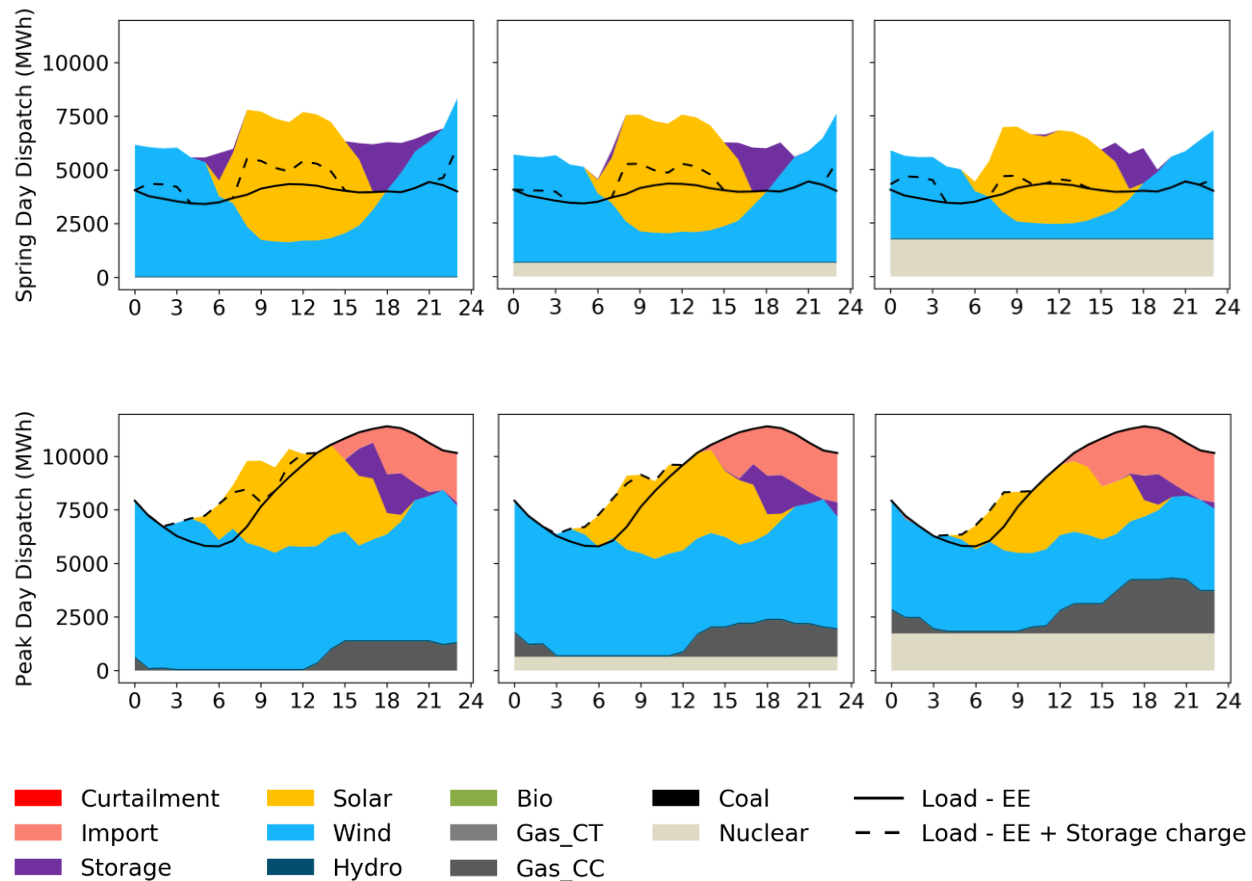 Spring Day Dispatch (MWh)
10000
7500
5000
2500
0
0 3 6 9 12 15 18 21 24
0 3 6 9 12 15 18 21 24
0 3 6 9 12 15 18 21 24
Peak Day Dispatch (MWh)
10000
7500
5000
2500
0
0 3 6 9 12 15 18 21 24
0 3 6 9 12 15 18 21 24
0 3 6 9 12 15 18 21 24
Curtailment
Import
Storage
Solar
Wind
Hydro
Bio
Gas_CT
Gas_CC
Coal
Nuclear
Load - EE
Load - EE + Storage charge